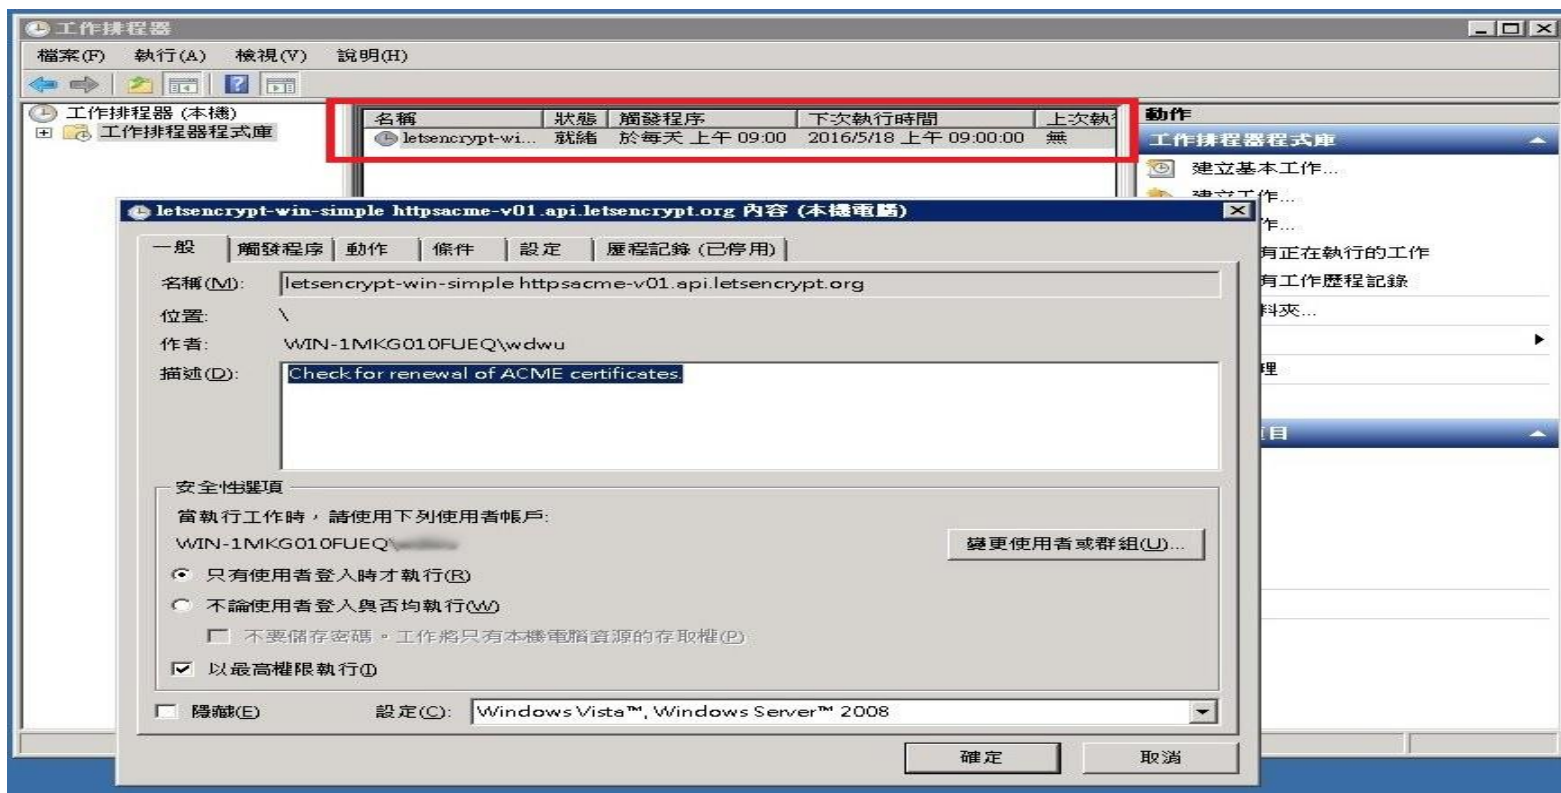 工作排程器
檔案(F) 執行(A) 檢視(V) 說明(H)
工作排程器 (本機)
工作排程器程式庫
名稱 狀態 觸發程序 下次執行時間 上次執
letsencrypt-wi... 就緒 於每天 上午 09:00 2016/5/18 上午 09:00:00 無
動作
工作排程器程式庫
建立基本工作...
建立工作...
作...
有正在執行的工作
有工作歷程記錄
料夾...
理
項目
letsencrypt-win-simple httpsacme-v01.api.letsencrypt.org 內容 (本機電腦)
一般 觸發程序 動作 條件 設定 歷程記錄 (已停用)
名稱(M): letsencrypt-win-simple httpsacme-v01.api.letsencrypt.org
位置: \
作者: WIN-1MKG010FUEQ\wdwu
描述(D): Check for renewal of ACME certificates.
安全性選項
當執行工作時，請使用下列使用者帳戶:
WIN-1MKG010FUEQ\
變更使用者或群組(U)...
只有使用者登入時才執行(R)
不論使用者登入與否均執行(W)
不要儲存密碼。工作將只有本機電腦資源的存取權(P)
以最高權限執行(I)
隱藏(E) 設定(C): Windows Vista™, Windows Server™ 2008
確定 取消